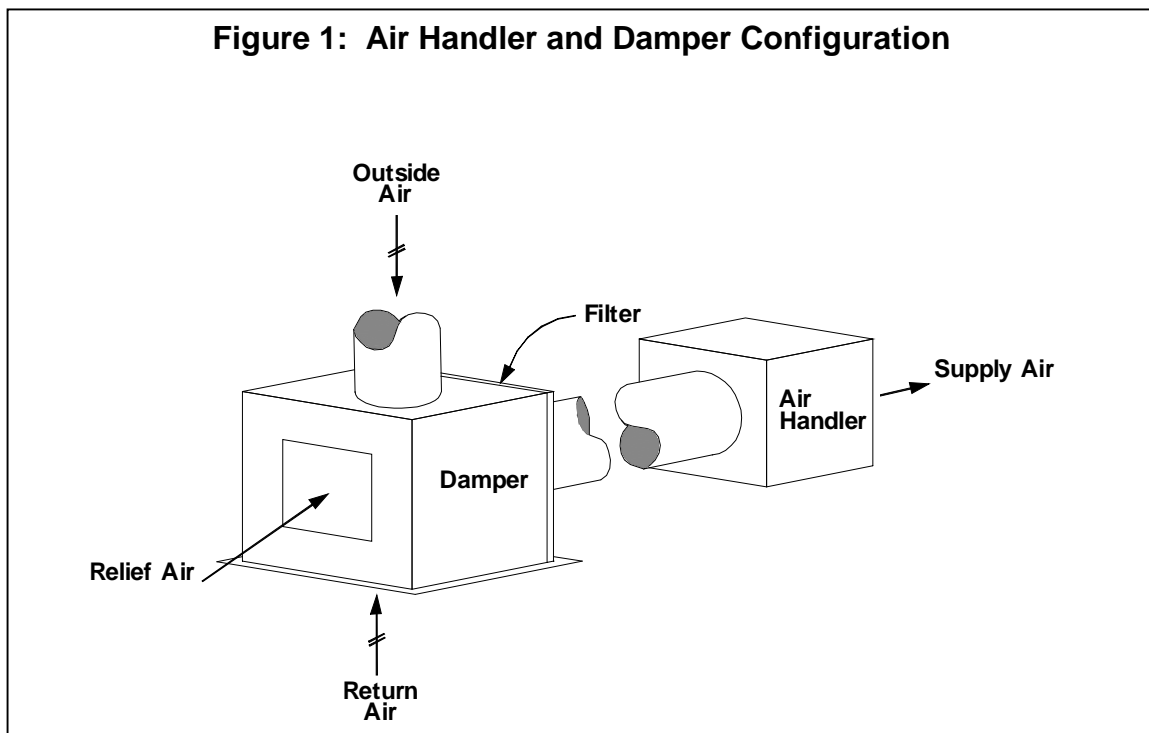 Figure 1: Air Handler and Damper Configuration
Outside
Air
Filter
Supply Air
Air
Handler
Damper
Relief Air
Return
Air